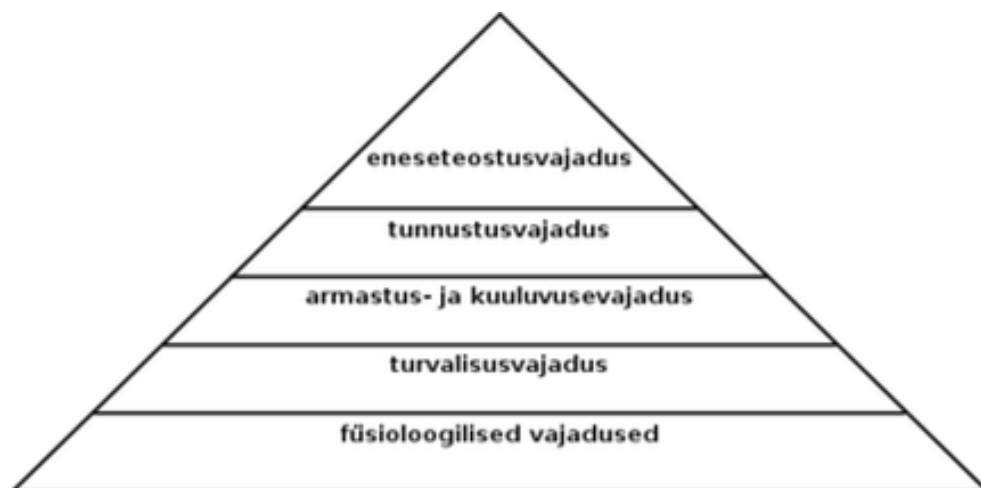 eneseteostusvajadus
tunnustusvajadus
armastus- ja kuuluvusevajadus
turvalisusvajadus
füsioloogilised vajadused